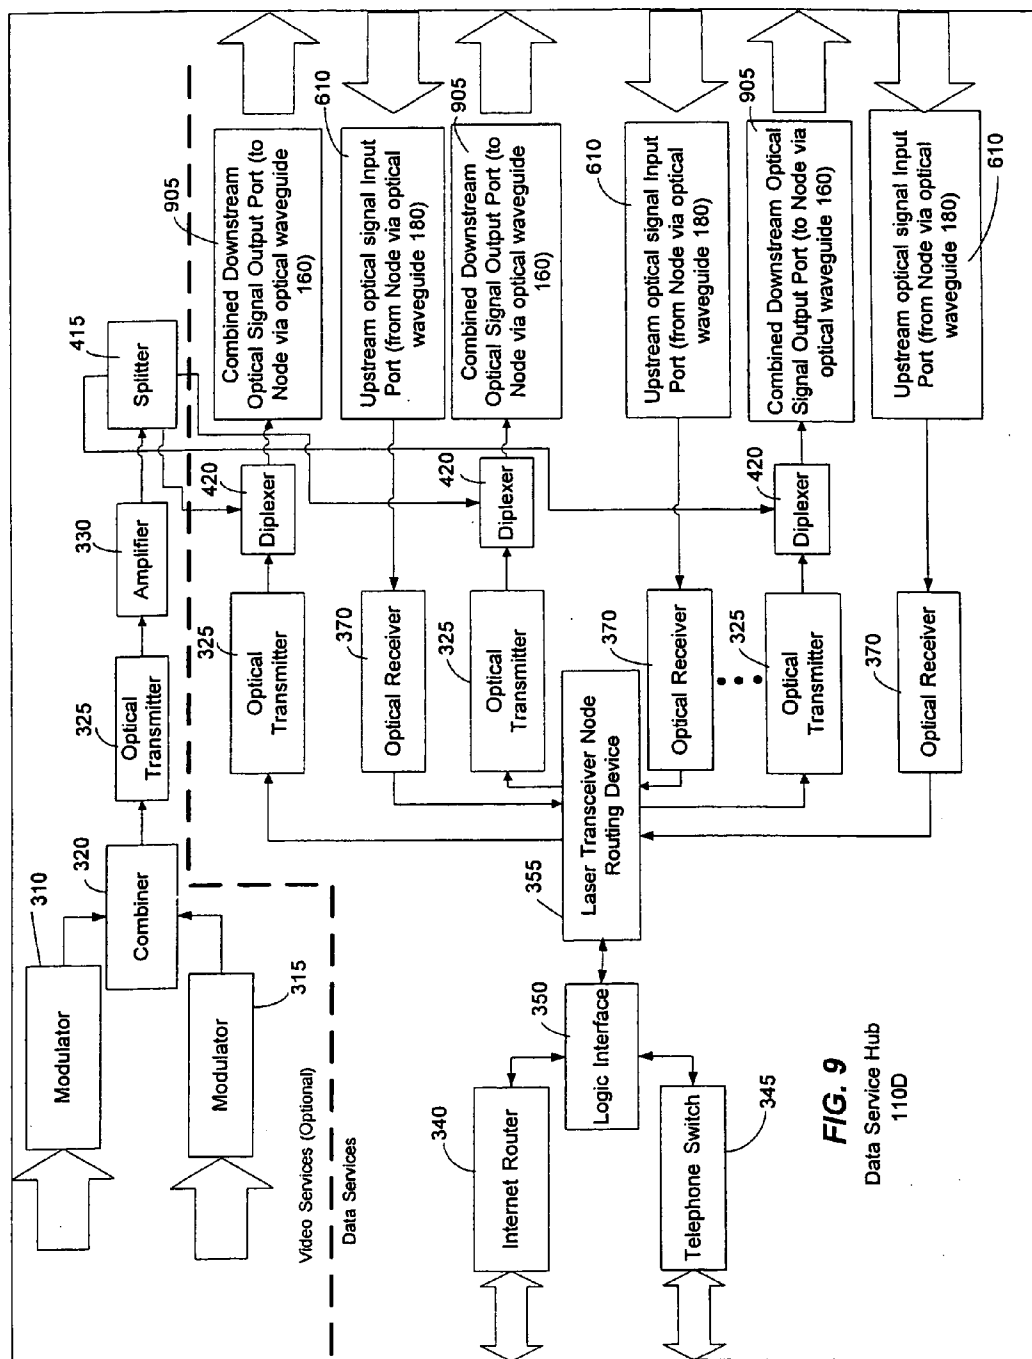 310
Modulator
320
Combiner
325
Optical
Transmitter
330
Amplifier
415
Splitter
Modulator
315
Video Services (Optional)
Data Services
325
Optical
Transmitter
420
Diplexer
905
Combined Downstream
Optical Signal Output Port (to
Node via optical waveguide
160)
370
Optical Receiver
610
Upstream optical signal Input
Port (from Node via optical
waveguide 180)
325
Optical
Transmitter
420
Diplexer
905
Combined Downstream
Optical Signal Output Port (to
Node via optical waveguide
160)
340
Internet Router
350
Logic Interface
355
Laser Transceiver Node
Routing Device
370
Optical Receiver
610
Upstream optical signal Input
Port (from Node via optical
waveguide 180)
Telephone Switch
345
325
Optical
Transmitter
420
Diplexer
905
Combined Downstream Optical
Signal Output Port (to Node via
optical waveguide 160)
370
Optical Receiver
610
Upstream optical signal Input
Port (from Node via optical
waveguide 180)
FIG. 9
Data Service Hub
110D